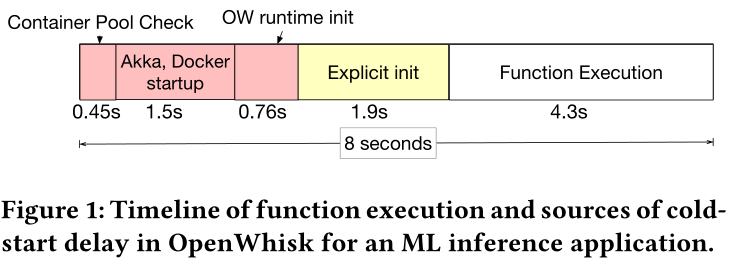 Container Pool Check
OW runtime init
Akka, Docker
startup
Explicit init
Function Execution
0.45s 1.5s 0.76s 1.9s 4.3s
8 seconds
Figure 1: Timeline of function execution and sources of cold-
start delay in OpenWhisk for an ML inference application.